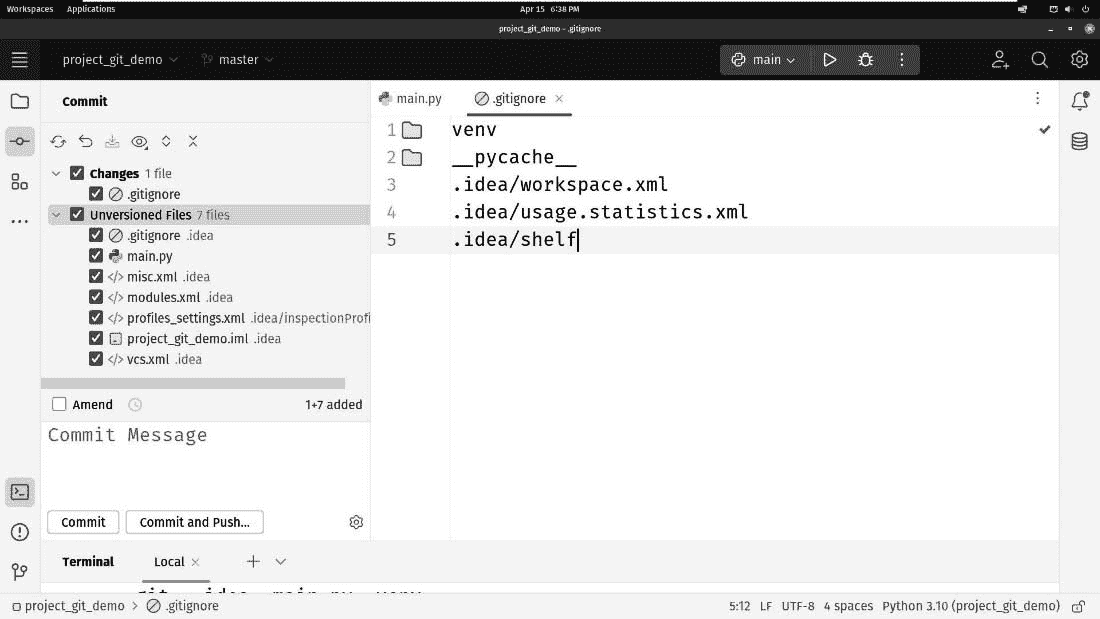 Workspaces Applications Apr 15 6:38 PM
project_git_demo – .gitignore
project_git_demo master main
Commit
Changes 1 file
.gitignore
Unversioned Files 7 files
.gitignore .idea
main.py
misc.xml .idea
modules.xml .idea
profiles_settings.xml .idea/inspectionProfi
project_git_demo.iml .idea
vcs.xml .idea
Amend 1+7 added
Commit Message
Commit Commit and Push...
main.py .gitignore
1 venv
2 __pycache__
3 .idea/workspace.xml
4 .idea/usage.statistics.xml
5 .idea/shelf
Terminal Local
project_git_demo > .gitignore 5:12 LF UTF-8 4 spaces Python 3.10 (project_git_demo)